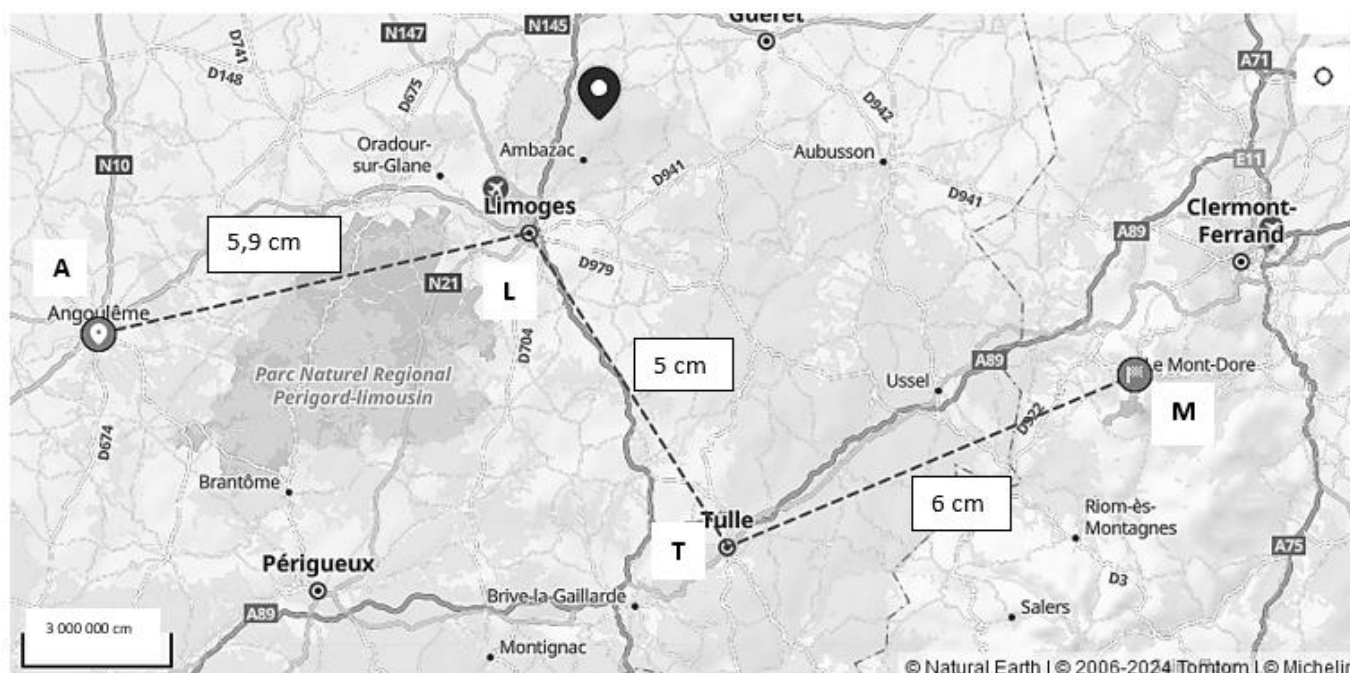 Guéret
N147
N145
D741
D148
D675
A71
D942
Oradour-
sur-Glane
Ambazac
Aubusson
N10
D941
E11
D941
Limoges
Clermont-
Ferrand
A89
5,9 cm
A
D979
N21
L
Angoulême
D704
5 cm
A89
Le Mont-Dore
Parc Naturel Regional
Perigord-limousin
Ussel
M
D922
D674
Brantôme
6 cm
Riom-ès-
Montagnes
Tulle
T
A75
Périgueux
D3
Brive-la-Gaillarde
A89
Salers
3 000 000 cm
Montignac
© Natural Earth | © 2006-2024 Tomtom | © Michelin